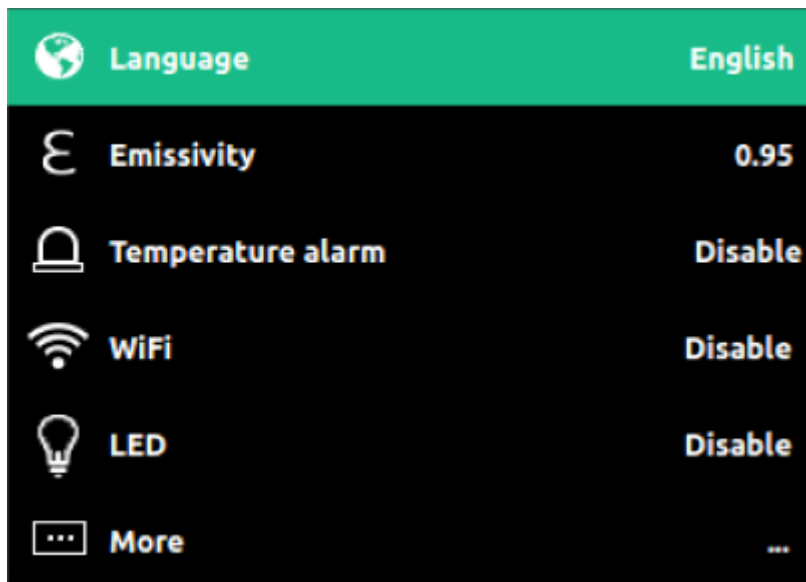 Language English
ε Emissivity 0.95
Temperature alarm Disable
WiFi Disable
LED Disable
More ...